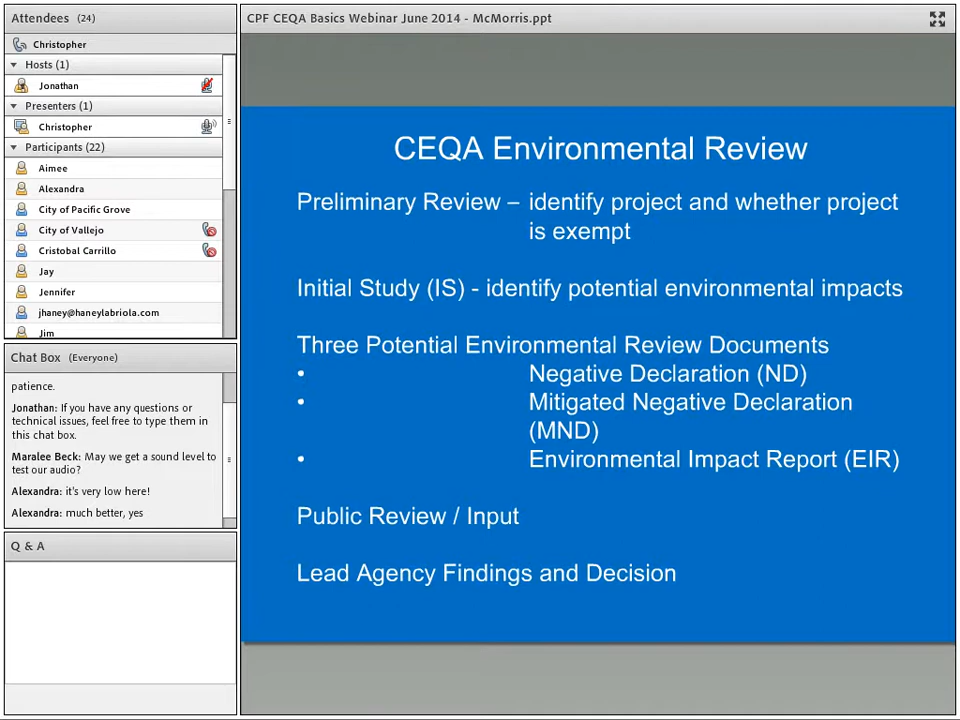 Attendees (24)
Christopher
Hosts (1)
Jonathan
Presenters (1)
Christopher
Participants (22)
Aimee
Alexandra
City of Pacific Grove
City of Vallejo
Cristobal Carrillo
Jay
Jennifer
jhaney@haneylabriola.com
Jim
Chat Box (Everyone)
patience.
Jonathan: If you have any questions or
technical issues, feel free to type them in
this chat box.
Maralee Beck: May we get a sound level to
test our audio?
Alexandra: it's very low here!
Alexandra: much better, yes
Q & A
CPF CEQA Basics Webinar June 2014 - McMorris.ppt
CEQA Environmental Review
Preliminary Review – identify project and whether project
is exempt
Initial Study (IS) - identify potential environmental impacts
Three Potential Environmental Review Documents
• Negative Declaration (ND)
• Mitigated Negative Declaration
(MND)
• Environmental Impact Report (EIR)
Public Review / Input
Lead Agency Findings and Decision